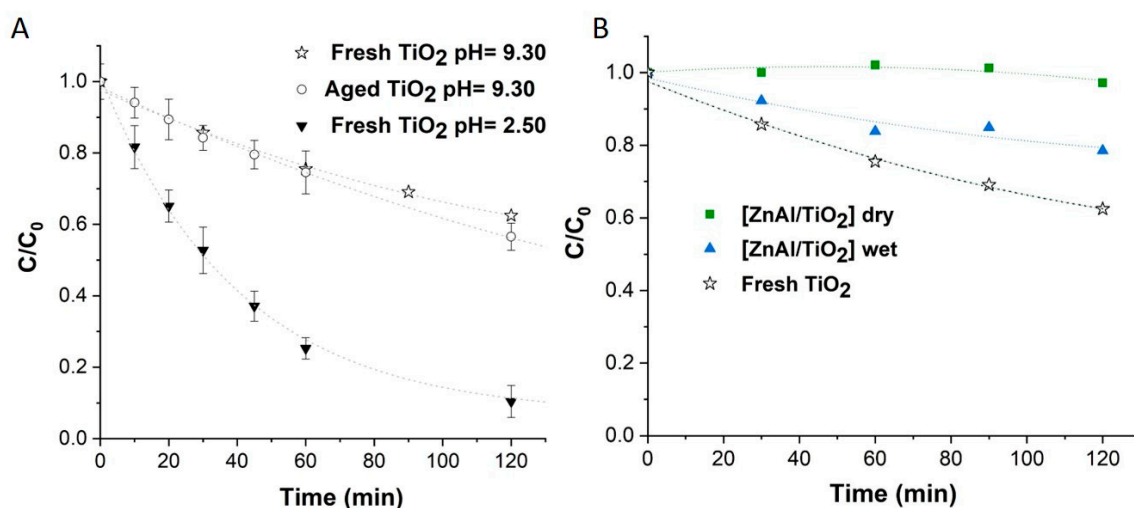 A
Fresh TiO2 pH= 9.30
Aged TiO2 pH= 9.30
Fresh TiO2 pH= 2.50
1.0
0.8
0.6
0.4
0.2
0.0
C/C0
0 20 40 60 80 100 120
Time (min)
B
1.0
0.8
0.6
0.4
0.2
0.0
C/C0
[ZnAl/TiO2] dry
[ZnAl/TiO2] wet
Fresh TiO2
0 20 40 60 80 100 120
Time (min)